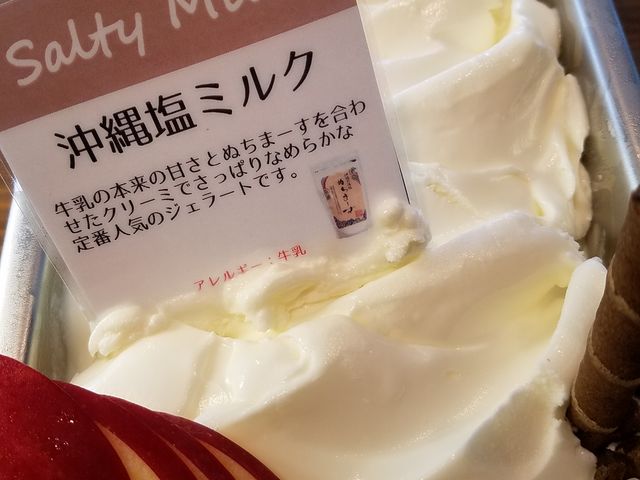 Salty
沖縄塩ミルク
牛乳の本来の甘さとぬちまーすを合わ
せたクリーミでさっぱりなめらかな
定番人気のジェラートです。
アレルギー：牛乳